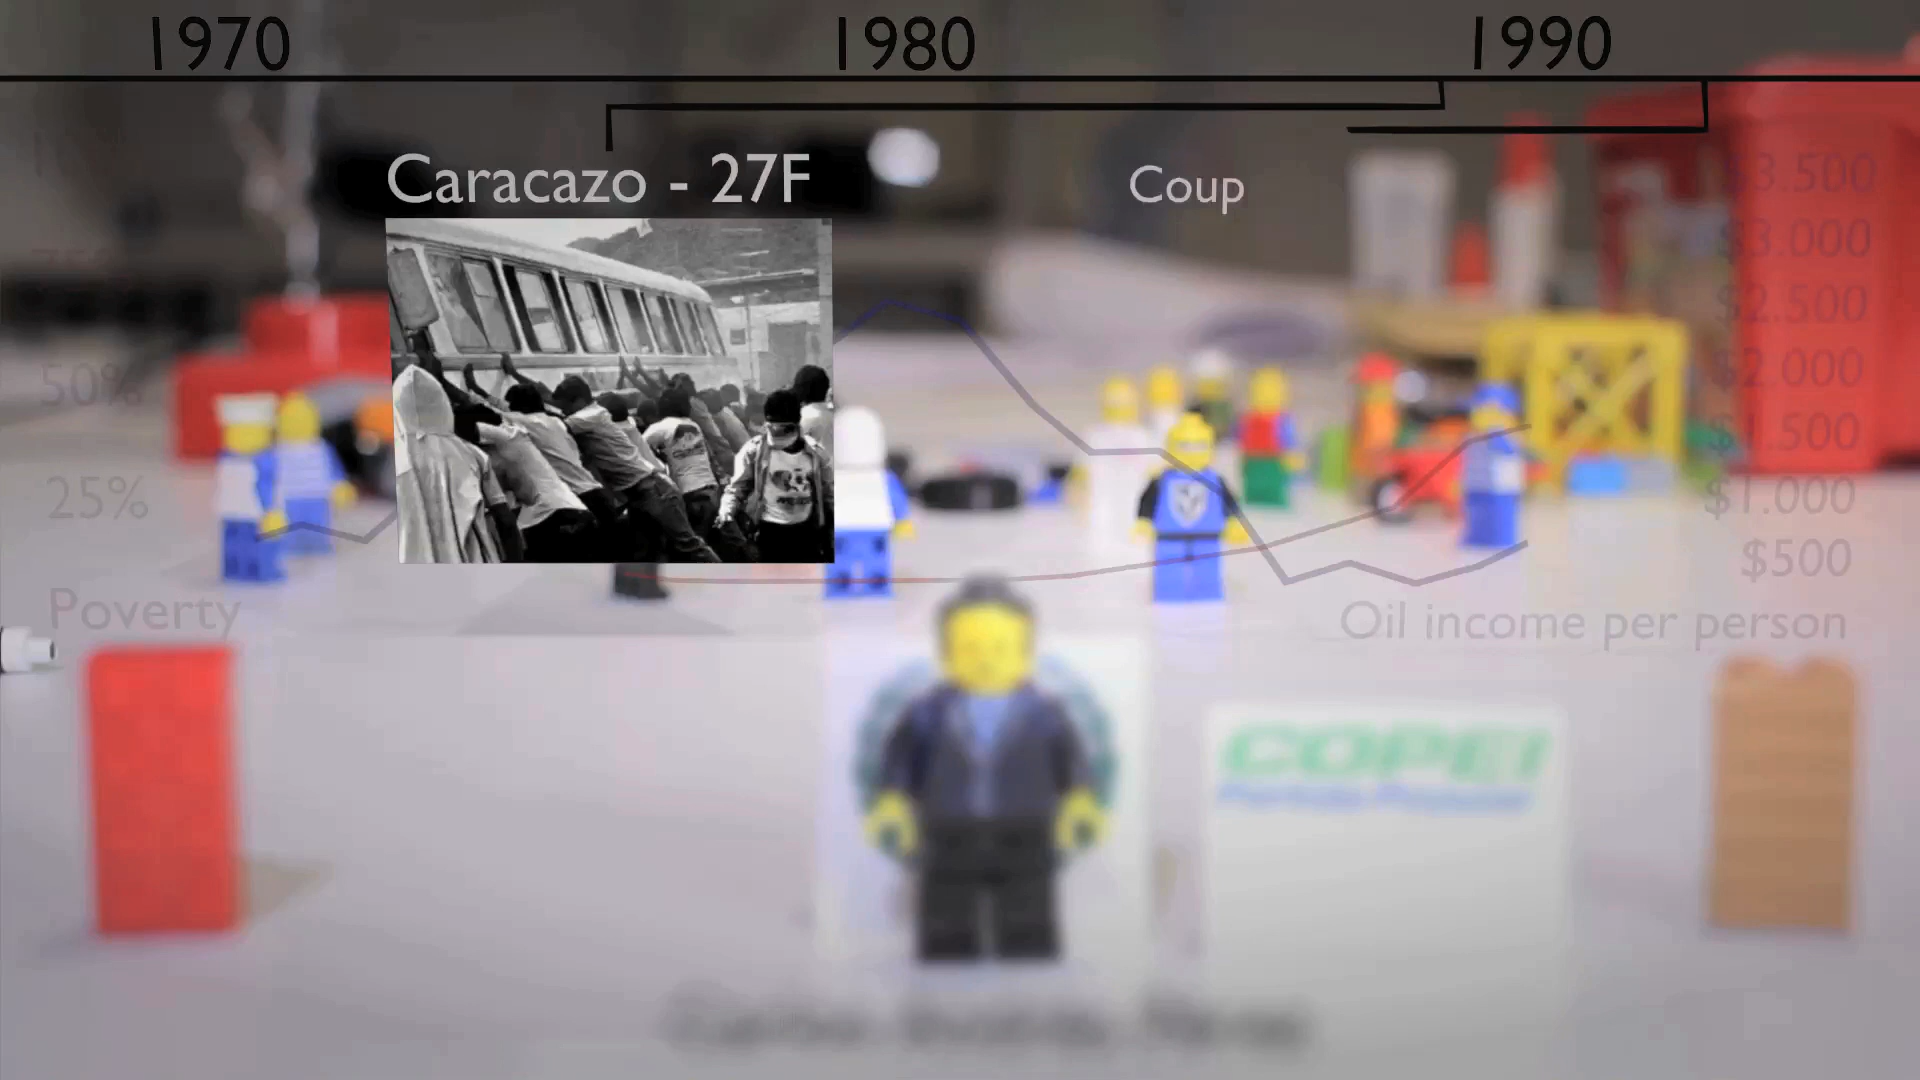 1970 1980 1990
Caracazo - 27F
Coup
75%
50%
25%
Poverty
$3.500
$3.000
$2.500
$2.000
$1.500
$1.000
$500
Oil income per person
COPEI